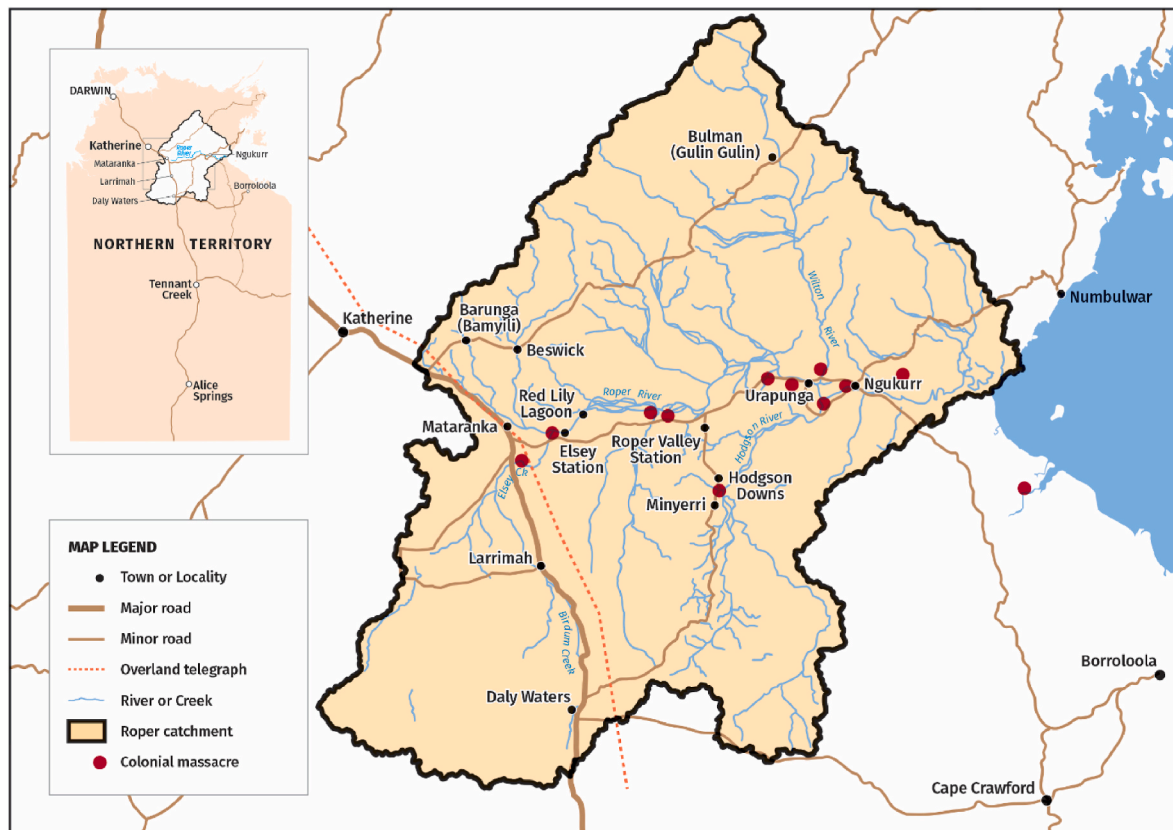 DARWIN
Katherine
Mataranka
Roper
River
Ngukurr
Larrimah
Borroloola
Daly Waters
NORTHERN TERRITORY
Tennant
Creek
Alice
Springs
Bulman
(Gulin Gulin)
Wilton
River
Numbulwar
Katherine
Barunga
(Bamyili)
Beswick
Red Lily
Lagoon
Roper River
Urapunga
Ngukurr
Mataranka
Elsey
Station
Roper Valley
Station
Hodgson River
Elsey Ck
Hodgson
Downs
Minyerri
Larrimah
Birdum Creek
Daly Waters
Borroloola
Cape Crawford
MAP LEGEND
Town or Locality
Major road
Minor road
Overland telegraph
River or Creek
Roper catchment
Colonial massacre